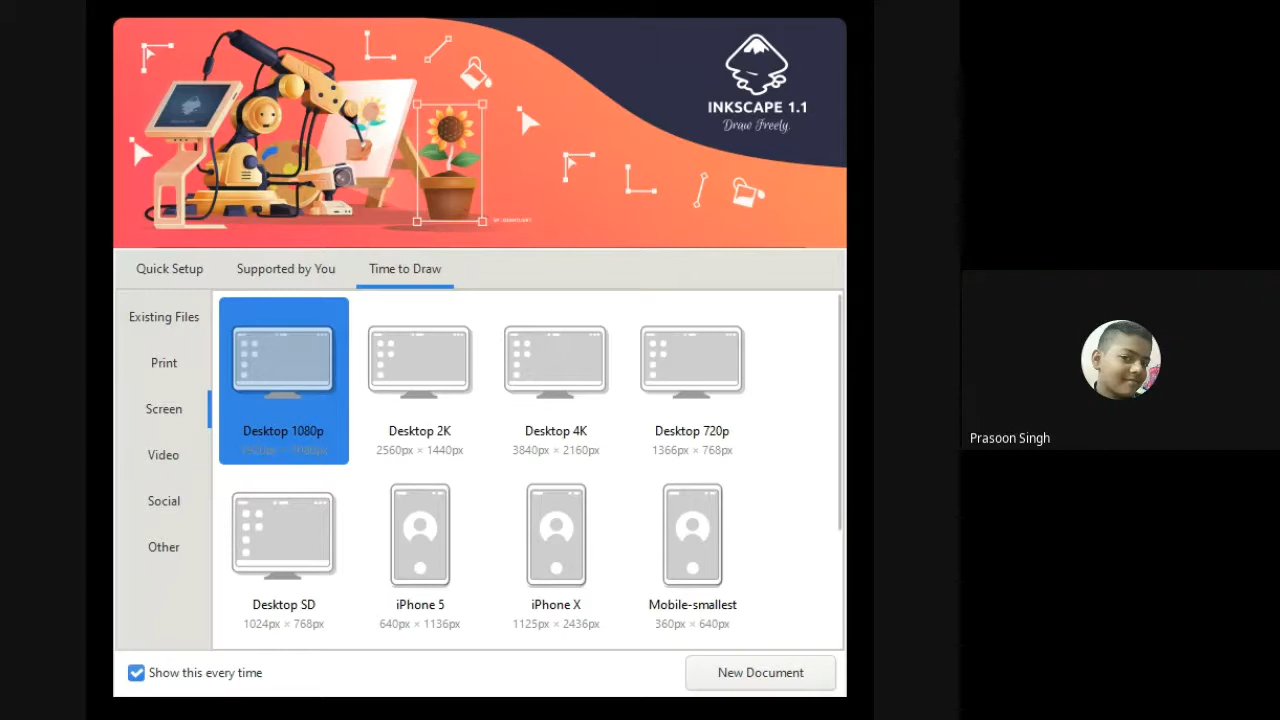 INKSCAPE 1.1
Draw Freely.
Quick Setup
Supported by You
Time to Draw
Existing Files
Print
Screen
Video
Social
Other
Desktop 1080p
Desktop 2K
Desktop 4K
Desktop 720p
1920px × 1080px
2560px × 1440px
3840px × 2160px
1366px × 768px
Desktop SD
iPhone 5
iPhone X
Mobile-smallest
1024px × 768px
640px × 1136px
1125px × 2436px
360px × 640px
Show this every time
New Document
Prasoon Singh